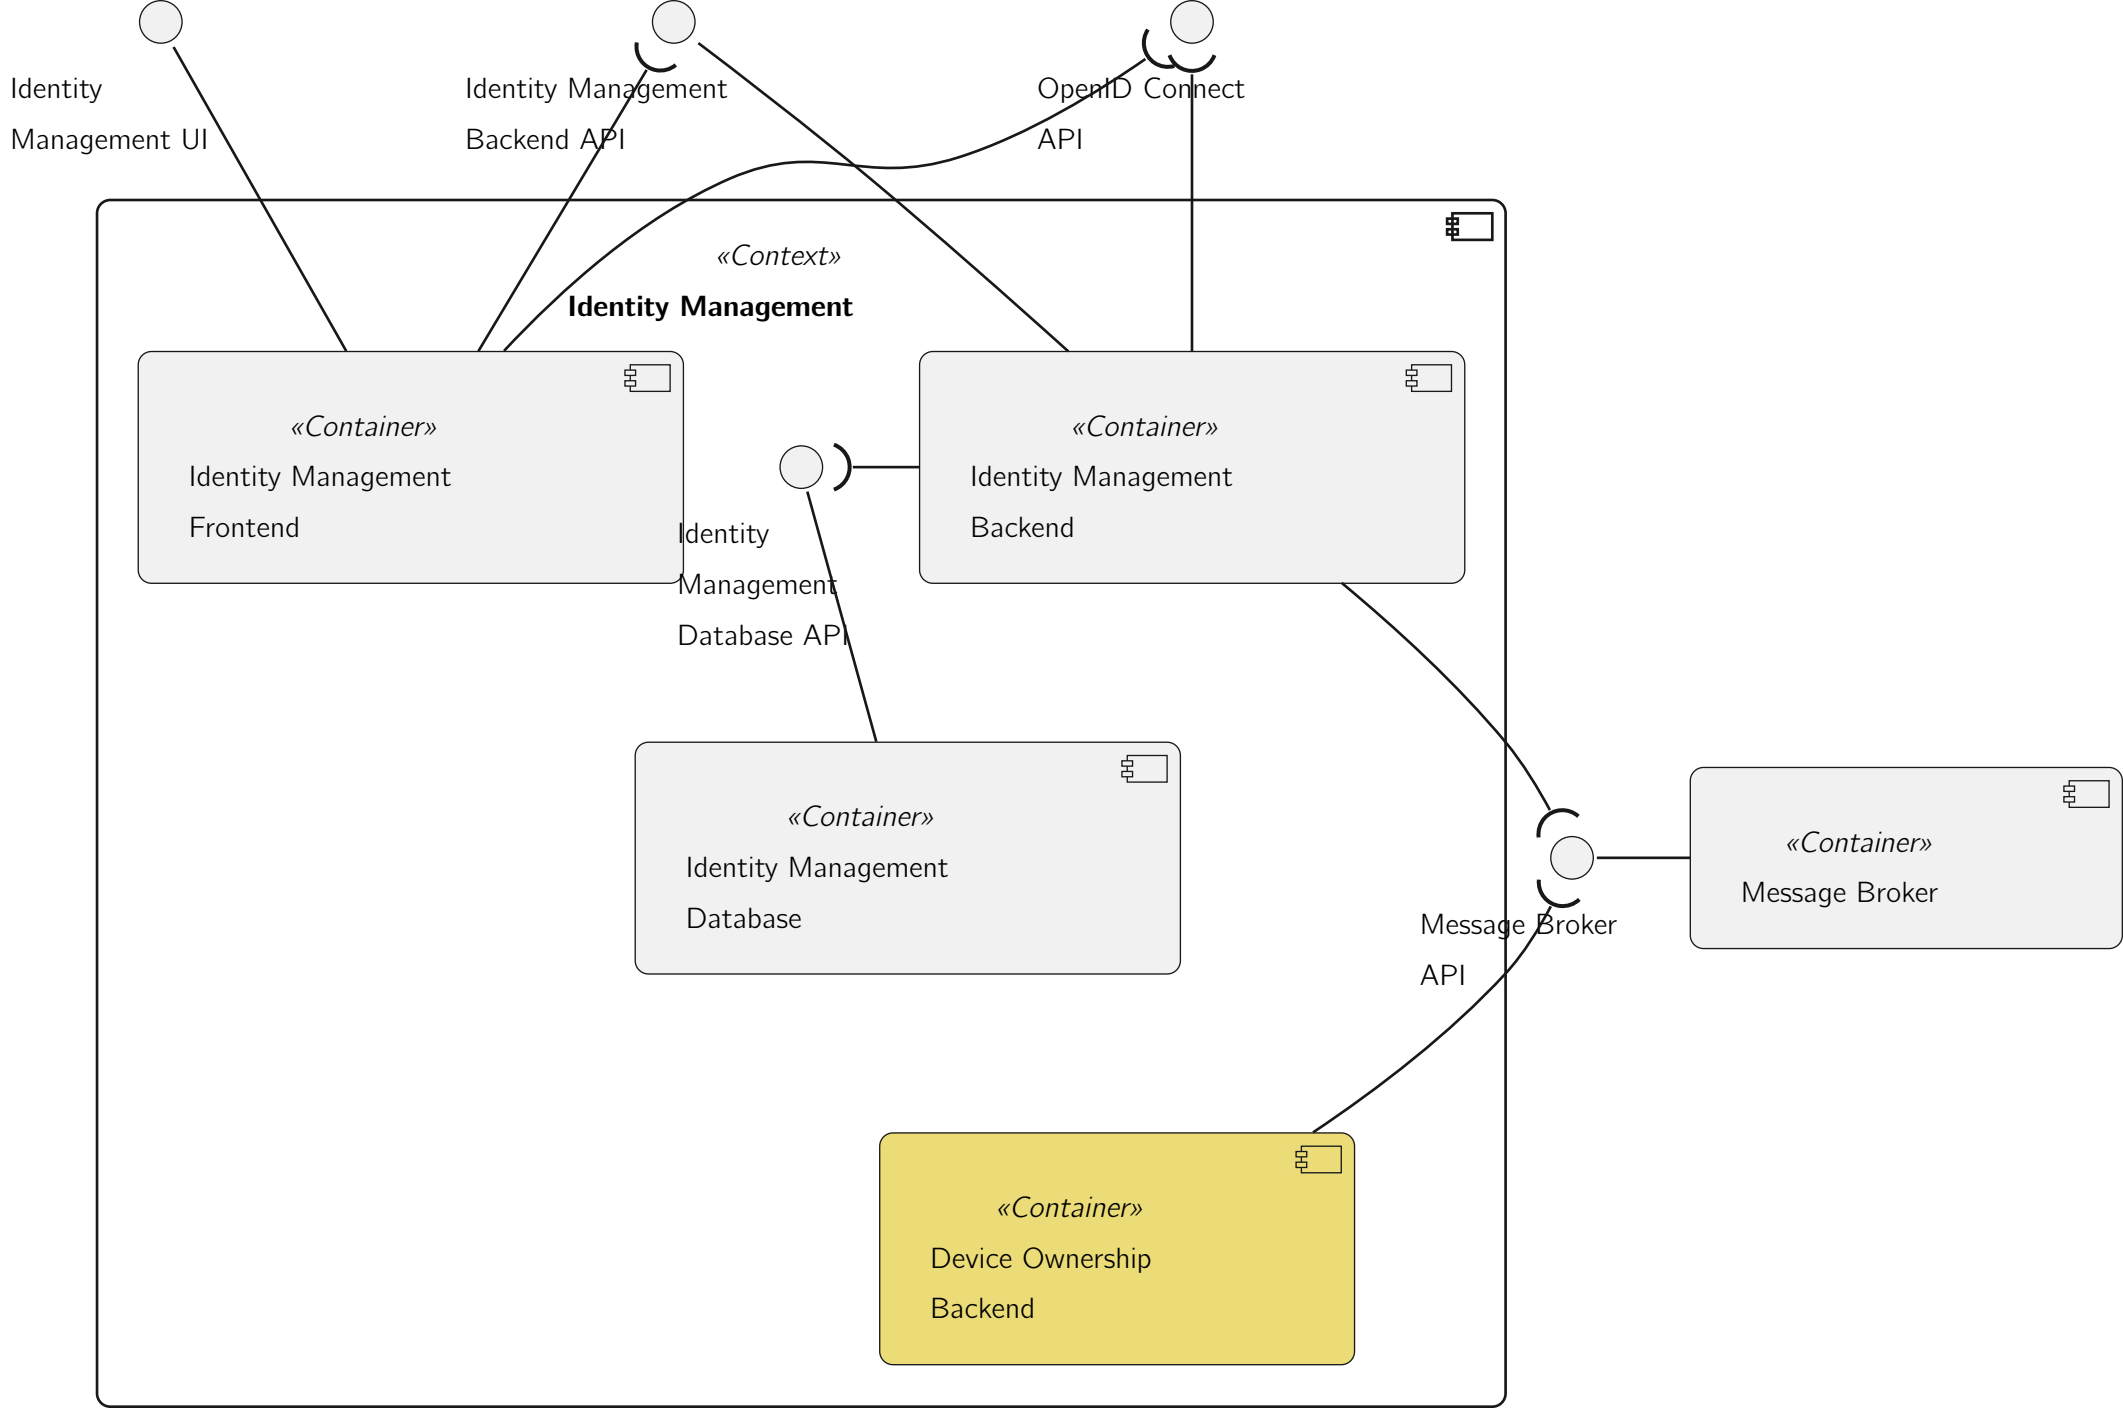 Identity
Management UI
Identity Management
Backend API
OpenID Connect
API
«Context»
Identity Management
«Container»
Identity Management
Frontend
«Container»
Identity Management
Backend
Identity
Management
Database API
«Container»
Identity Management
Database
«Container»
Message Broker
Message Broker
API
«Container»
Device Ownership
Backend